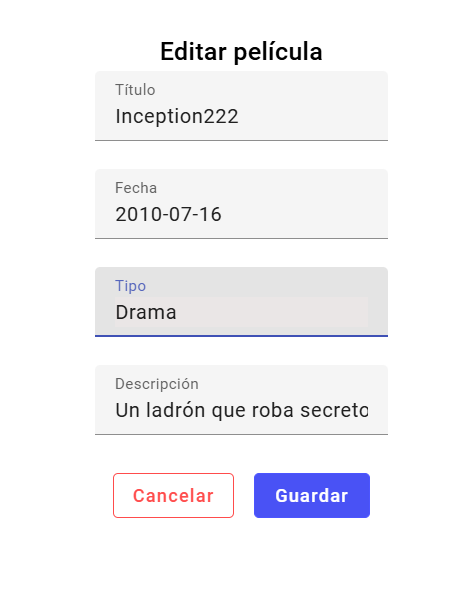 Editar película
Título
Inception222
Fecha
2010-07-16
Tipo
Drama
Descripción
Un ladrón que roba secreto
Cancelar
Guardar